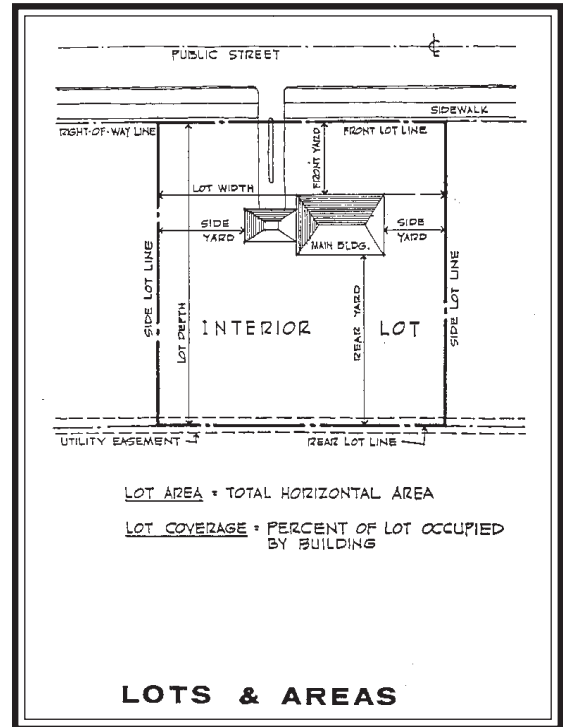 PUBLIC STREET
℄
SIDEWALK
RIGHT-OF-WAY LINE
FRONT LOT LINE
FRONT YARD
LOT WIDTH
SIDE
YARD
SIDE
YARD
MAIN BLDG.
SIDE LOT LINE
LOT DEPTH
INTERIOR
REAR YARD
LOT
SIDE LOT LINE
UTILITY EASEMENT
REAR LOT LINE
LOT AREA = TOTAL HORIZONTAL AREA
LOT COVERAGE = PERCENT OF LOT OCCUPIED
BY BUILDING
LOTS & AREAS